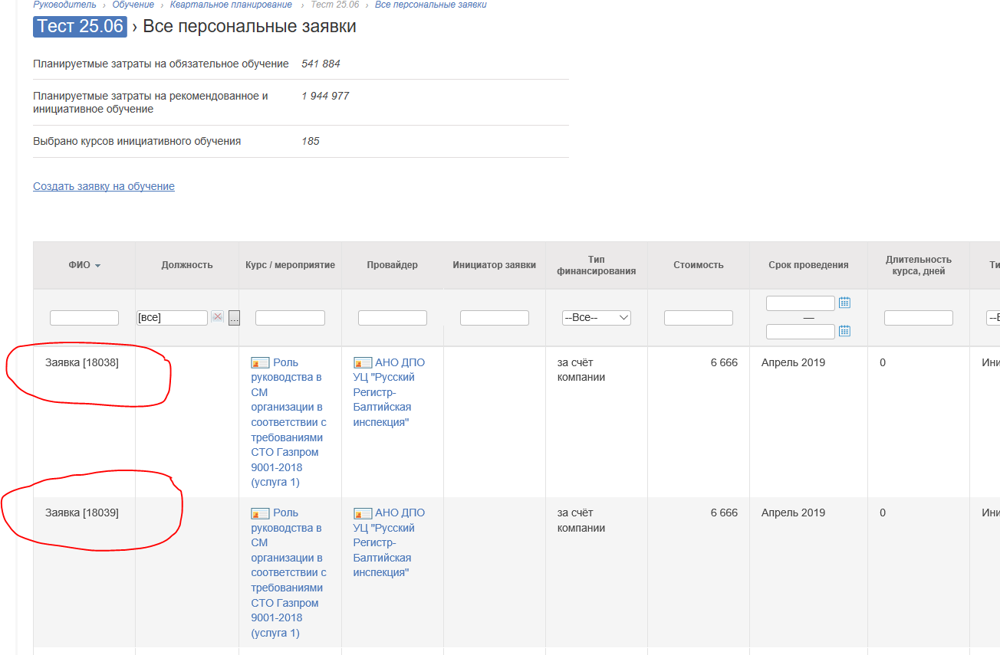 Руководитель › Обучение › Квартальное планирование › Тест 25.06 › Все персональные заявки
Тест 25.06 › Все персональные заявки
Планируетмые затраты на обязательное обучение 541 884
Планируетмые затраты на рекомендованное и
инициативное обучение 1 944 977
Выбрано курсов инициативного обучения 185
Создать заявку на обучение
ФИО Должность Курс / мероприятие Провайдер Инициатор заявки Тип финансирования Стоимость Срок проведения Длительность курса, дней Ти
[все] ... --Все-- — --В
Заявка [18038] Роль руководства в СМ организации в соответствии с требованиями СТО Газпром 9001-2018 (услуга 1) АНО ДПО УЦ "Русский Регистр-Балтийская инспекция" за счёт компании 6 666 Апрель 2019 0 Ини
Заявка [18039] Роль руководства в СМ организации в соответствии с требованиями СТО Газпром 9001-2018 (услуга 1) АНО ДПО УЦ "Русский Регистр-Балтийская инспекция" за счёт компании 6 666 Апрель 2019 0 Ини